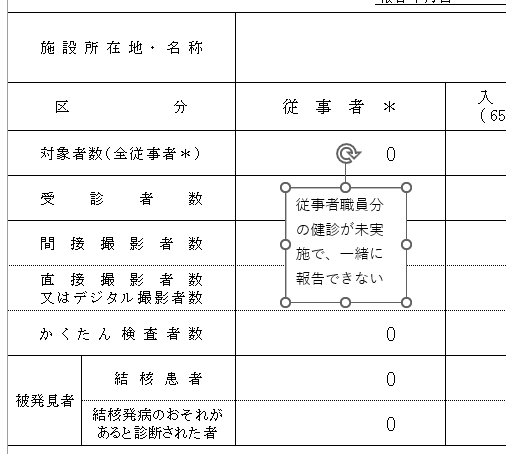 施設所在地・名称
区分
従事者＊
入
(65
対象者数(全従事者＊)
0
受診者数
間接撮影者数
直接撮影者数
又はデジタル撮影者数
従事者職員分
の健診が未実
施で、一緒に
報告できない
かくたん検査者数
0
被発見者
結核患者
0
結核発病のおそれが
あると診断された者
0